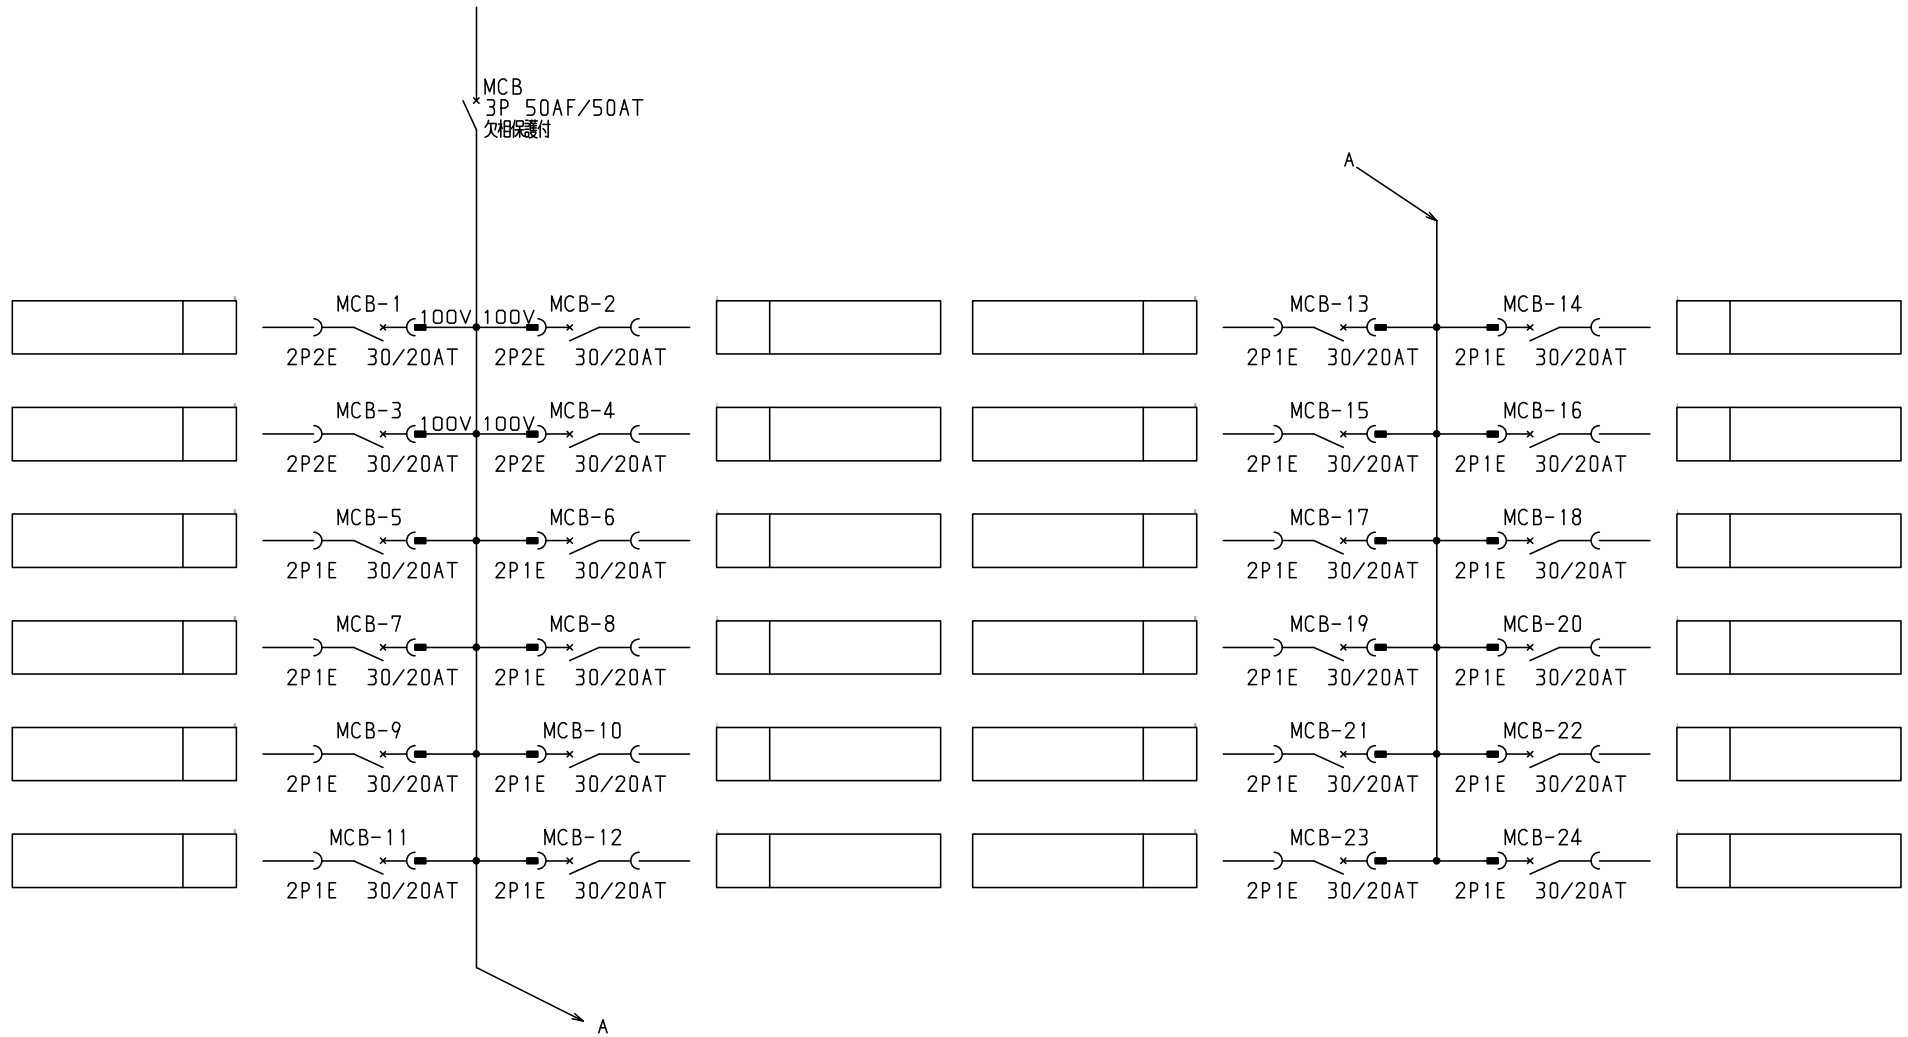 MCB
3P 50AF/50AT
欠相保護付
A
MCB-1 100V 100V MCB-2
2P2E 30/20AT 2P2E 30/20AT
MCB-3 100V 100V MCB-4
2P2E 30/20AT 2P2E 30/20AT
MCB-5 MCB-6
2P1E 30/20AT 2P1E 30/20AT
MCB-7 MCB-8
2P1E 30/20AT 2P1E 30/20AT
MCB-9 MCB-10
2P1E 30/20AT 2P1E 30/20AT
MCB-11 MCB-12
2P1E 30/20AT 2P1E 30/20AT
A
MCB-13 MCB-14
2P1E 30/20AT 2P1E 30/20AT
MCB-15 MCB-16
2P1E 30/20AT 2P1E 30/20AT
MCB-17 MCB-18
2P1E 30/20AT 2P1E 30/20AT
MCB-19 MCB-20
2P1E 30/20AT 2P1E 30/20AT
MCB-21 MCB-22
2P1E 30/20AT 2P1E 30/20AT
MCB-23 MCB-24
2P1E 30/20AT 2P1E 30/20AT